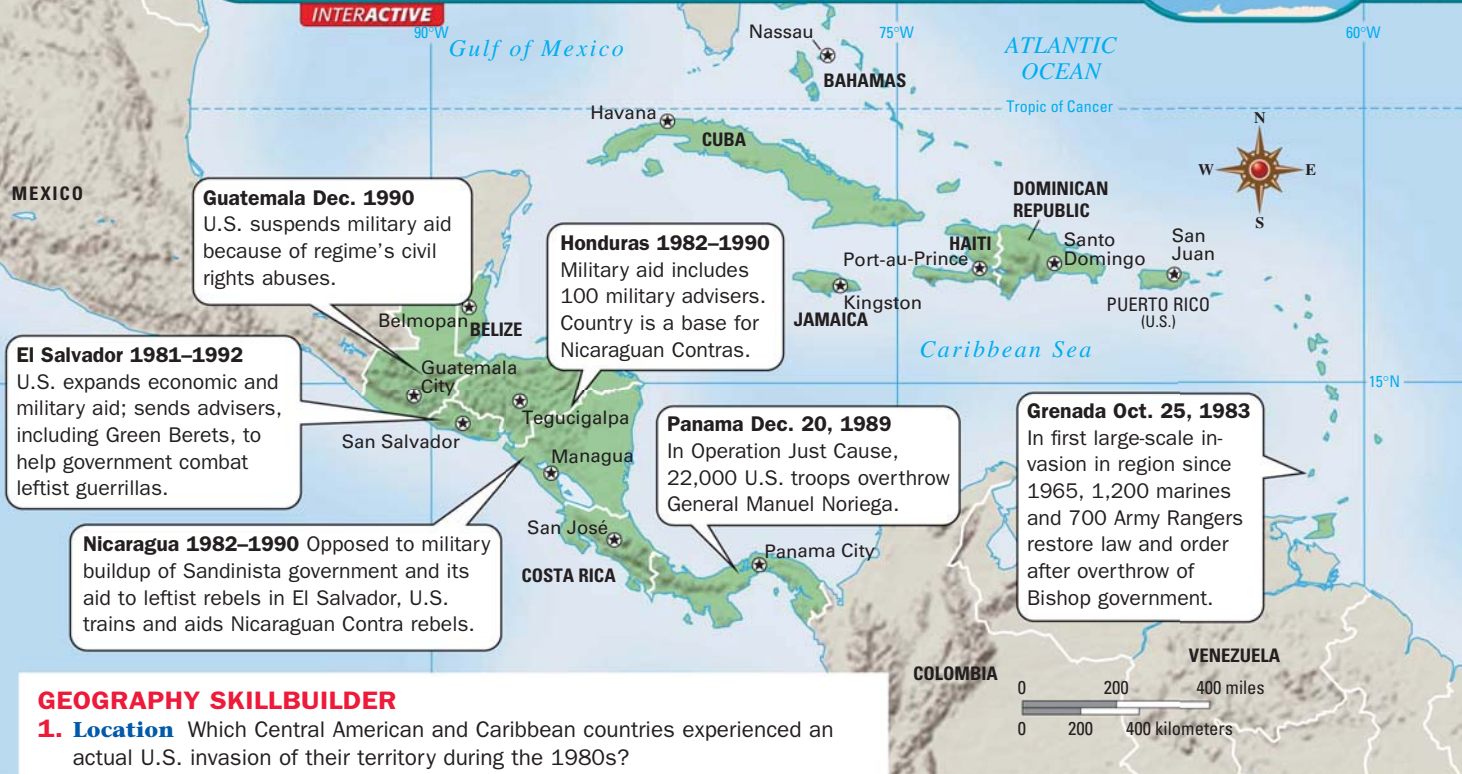 INTERACTIVE
90°W
Gulf of Mexico
Nassau
BAHAMAS
75°W
ATLANTIC
OCEAN
60°W
Tropic of Cancer
Havana
CUBA
N
W
E
S
MEXICO
Guatemala Dec. 1990
U.S. suspends military aid
because of regime's civil
rights abuses.
Honduras 1982–1990
Military aid includes
100 military advisers.
Country is a base for
Nicaraguan Contras.
DOMINICAN
REPUBLIC
HAITI
Port-au-Prince
Santo
Domingo
San
Juan
PUERTO RICO
(U.S.)
Kingston
JAMAICA
Belmopan
BELIZE
Caribbean Sea
El Salvador 1981–1992
U.S. expands economic and
military aid; sends advisers,
including Green Berets, to
help government combat
leftist guerrillas.
Guatemala
City
Tegucigalpa
San Salvador
Managua
15°N
Panama Dec. 20, 1989
In Operation Just Cause,
22,000 U.S. troops overthrow
General Manuel Noriega.
Grenada Oct. 25, 1983
In first large-scale in-
vasion in region since
1965, 1,200 marines
and 700 Army Rangers
restore law and order
after overthrow of
Bishop government.
Nicaragua 1982–1990 Opposed to military
buildup of Sandinista government and its
aid to leftist rebels in El Salvador, U.S.
trains and aids Nicaraguan Contra rebels.
San José
COSTA RICA
Panama City
COLOMBIA
VENEZUELA
0 200 400 miles
0 200 400 kilometers
GEOGRAPHY SKILLBUILDER
1. Location Which Central American and Caribbean countries experienced an
actual U.S. invasion of their territory during the 1980s?